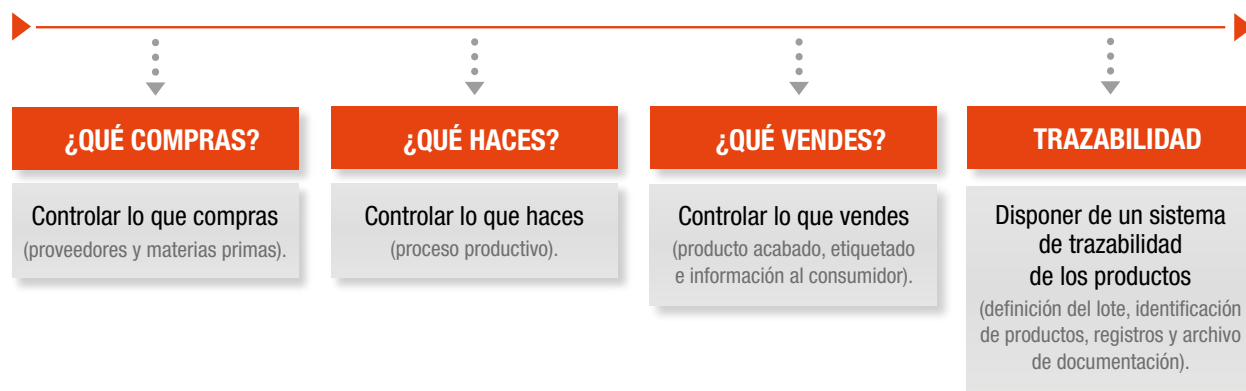 ¿QUÉ COMPRAS?
Controlar lo que compras
(proveedores y materias primas).
¿QUÉ HACES?
Controlar lo que haces
(proceso productivo).
¿QUÉ VENDES?
Controlar lo que vendes
(producto acabado, etiquetado
e información al consumidor).
TRAZABILIDAD
Disponer de un sistema
de trazabilidad
de los productos
(definición del lote, identificación
de productos, registros y archivo
de documentación).